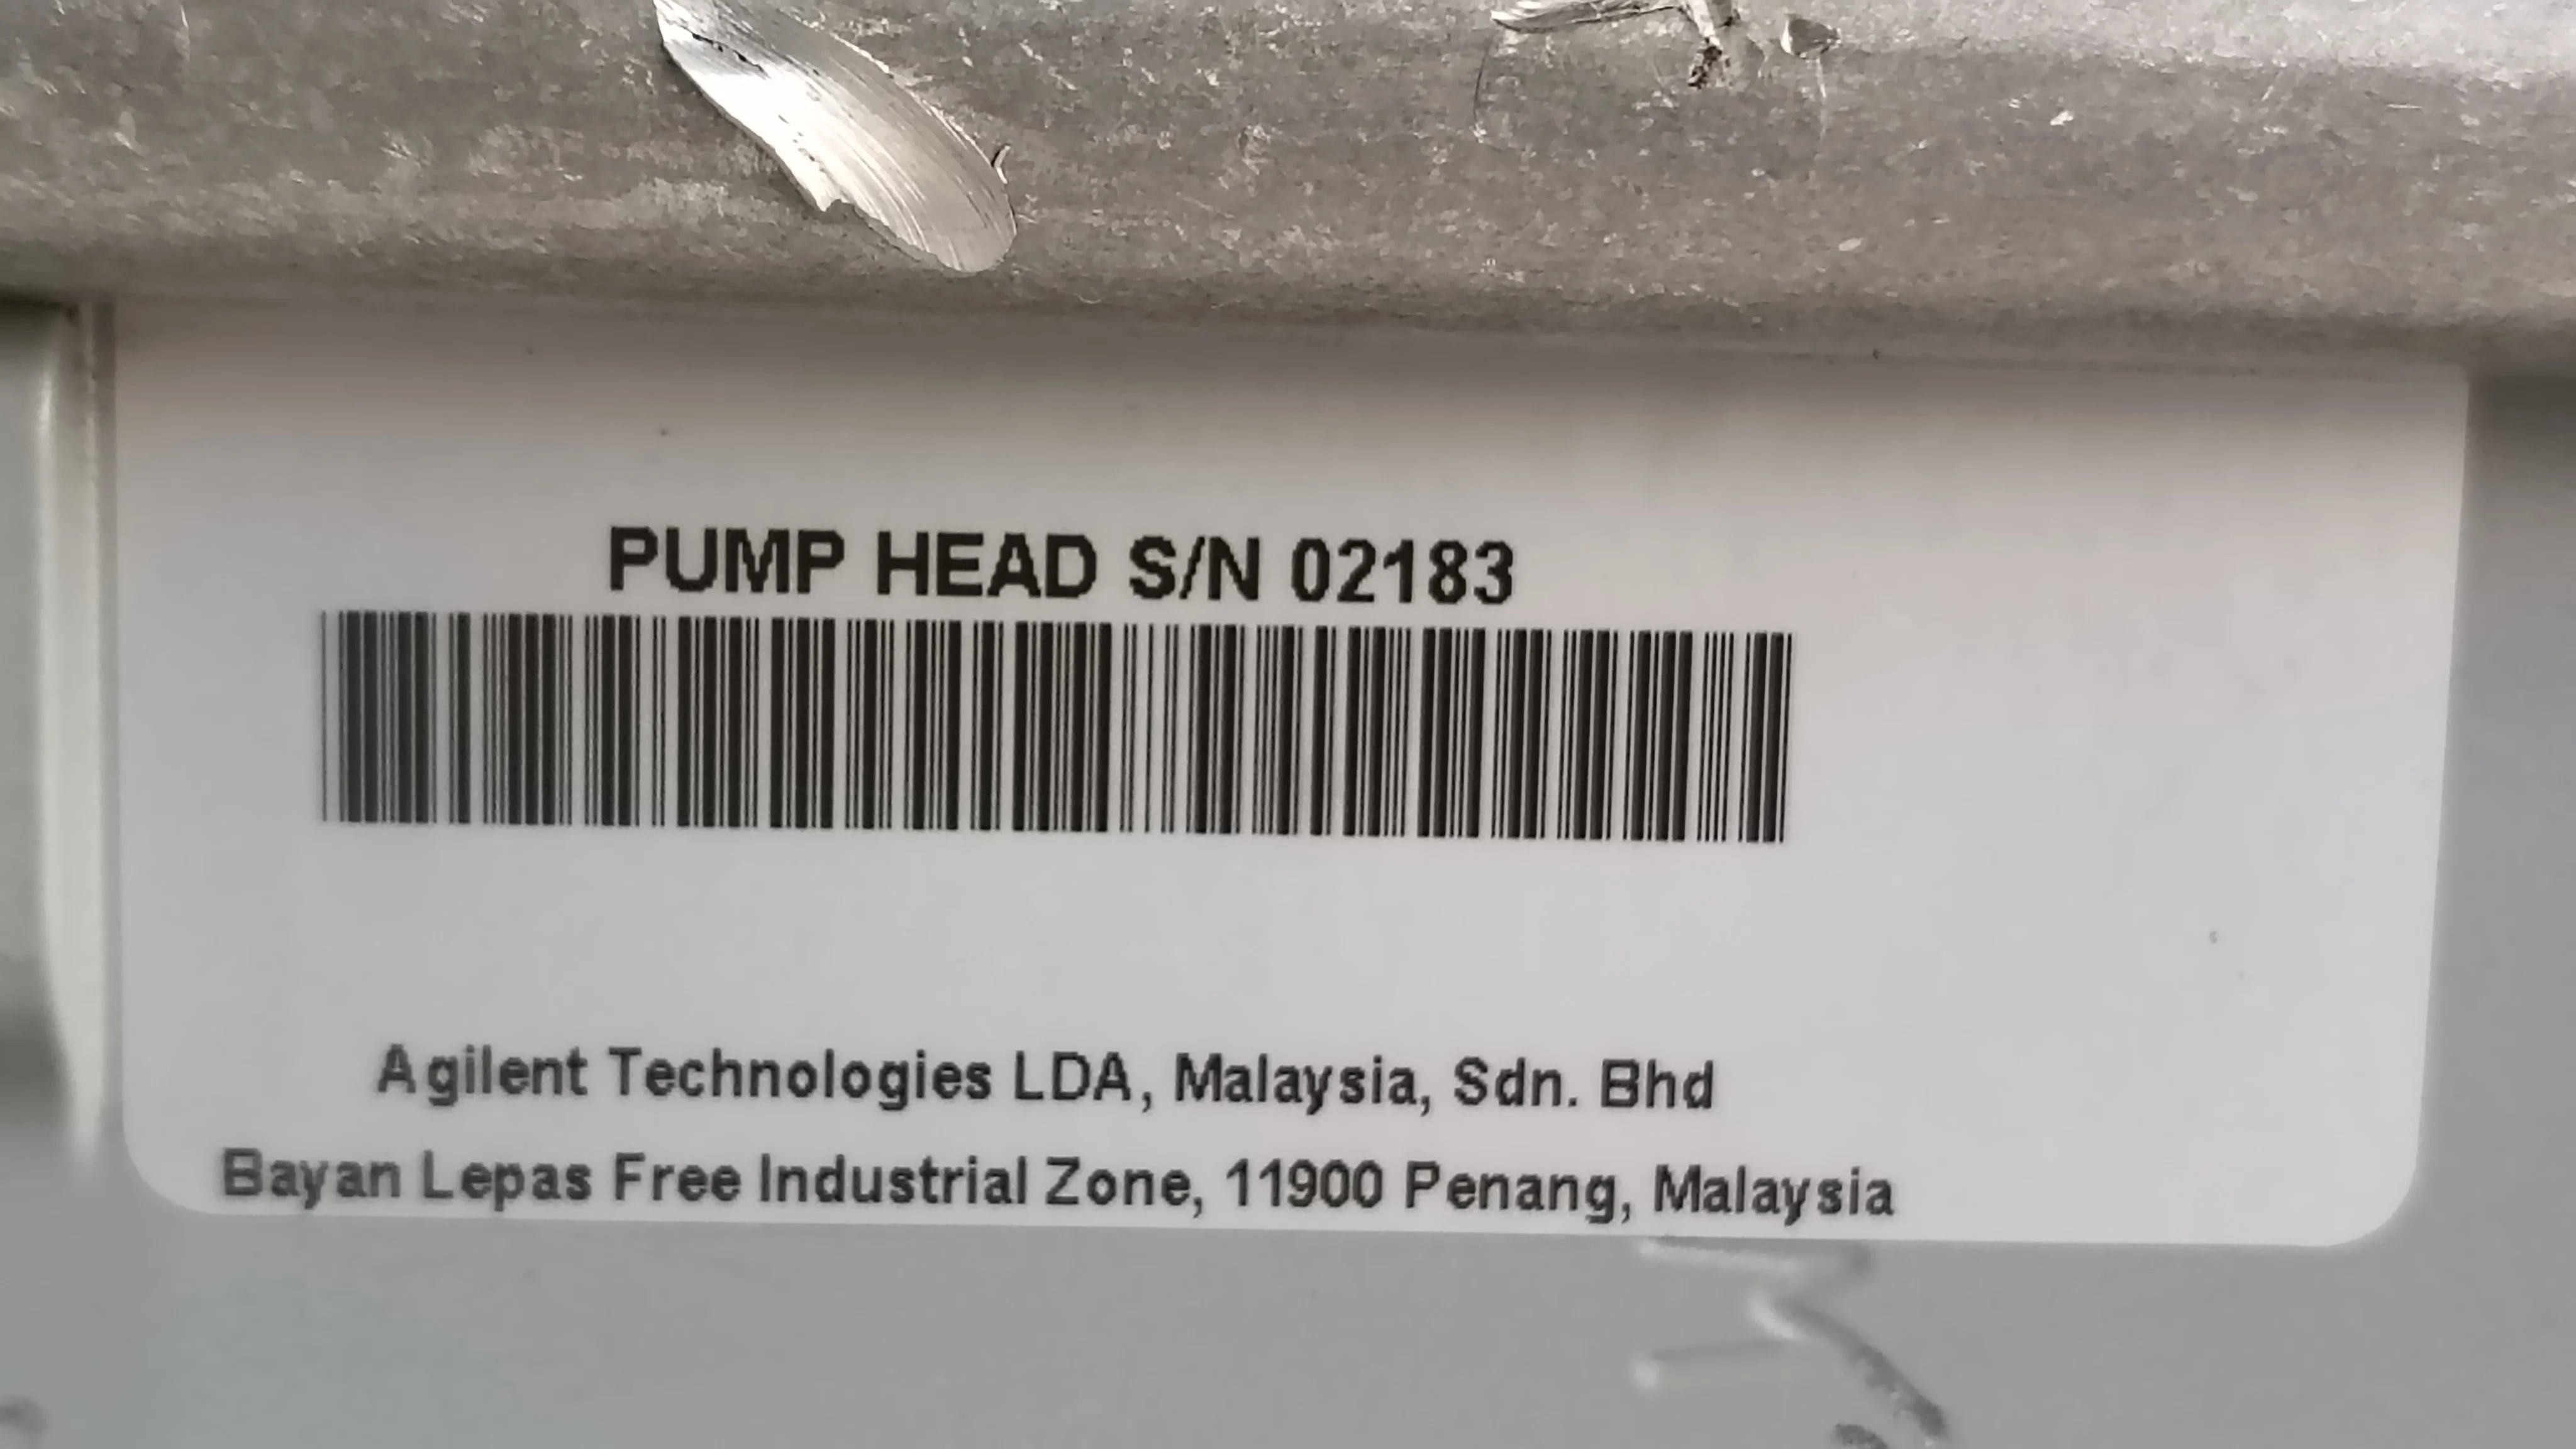 PUMP HEAD S/N 02183
Agilent Technologies LDA, Malaysia, Sdn. Bhd
Bayan Lepas Free Industrial Zone, 11900 Penang, Malaysia